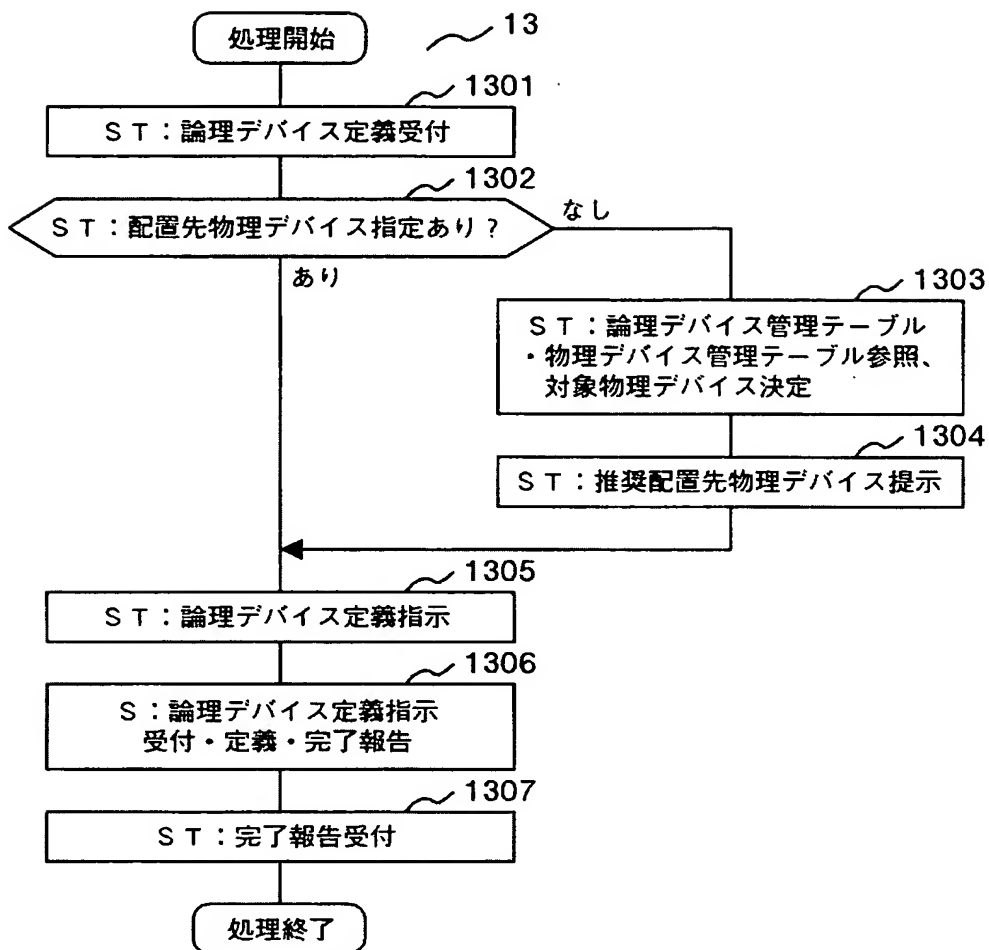 処理開始
13
1301
ST:論理デバイス定義受付
1302
ST:配置先物理デバイス指定あり?
なし
あり
1303
ST:論理デバイス管理テーブル
・物理デバイス管理テーブル参照、
対象物理デバイス決定
1304
ST:推奨配置先物理デバイス提示
1305
ST:論理デバイス定義指示
1306
S:論理デバイス定義指示
受付・定義・完了報告
1307
ST:完了報告受付
処理終了